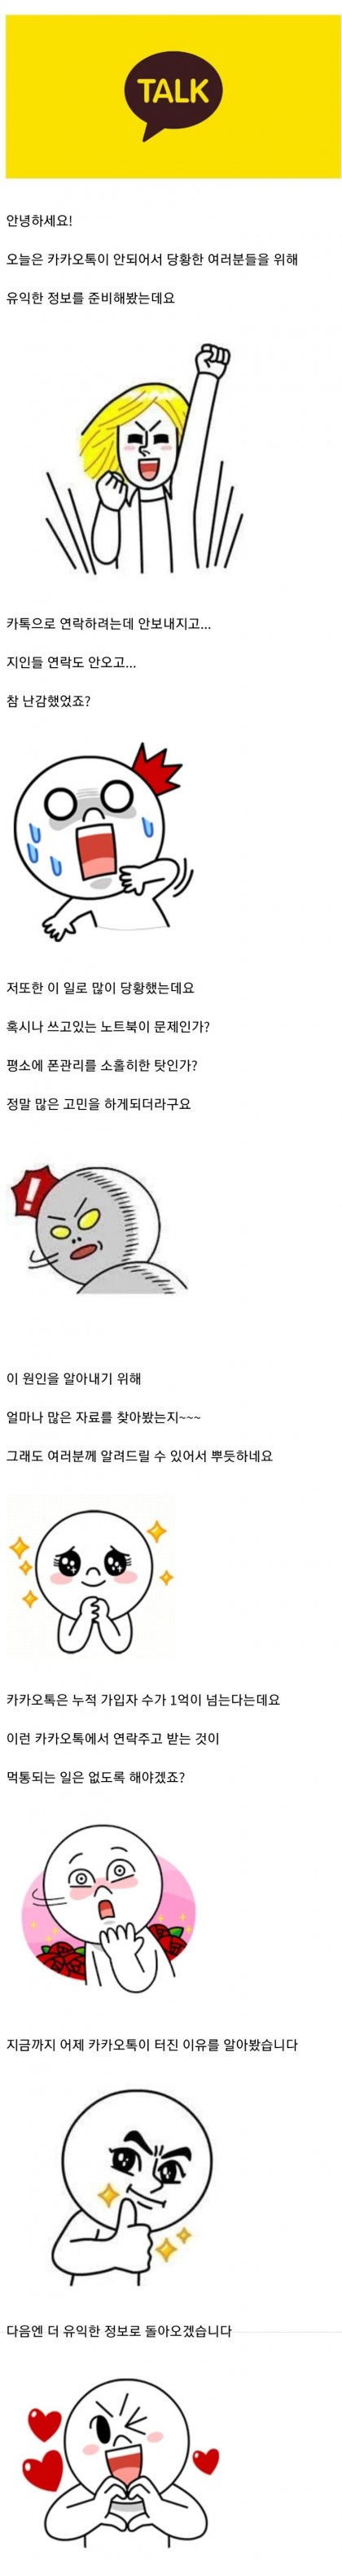 TALK
안녕하세요!
오늘은 카카오톡이 안되어서 당황한 여러분들을 위해
유익한 정보를 준비해봤는데요
카톡으로 연락하려는데 안보내지고...
지인들 연락도 안오고...
참 난감했었죠?
저또한 이 일로 많이 당황했는데요
혹시나 쓰고있는 노트북이 문제인가?
평소에 폰관리를 소홀히한 탓인가?
정말 많은 고민을 하게되더라구요
!
이 원인을 알아내기 위해
얼마나 많은 자료를 찾아봤는지~~~
그래도 여러분께 알려드릴 수 있어서 뿌듯하네요
카카오톡은 누적 가입자 수가 1억이 넘는다는데요
이런 카카오톡에서 연락주고 받는 것이
먹통되는 일은 없도록 해야겠죠?
지금까지 어제 카카오톡이 터진 이유를 알아봤습니다
다음엔 더 유익한 정보로 돌아오겠습니다